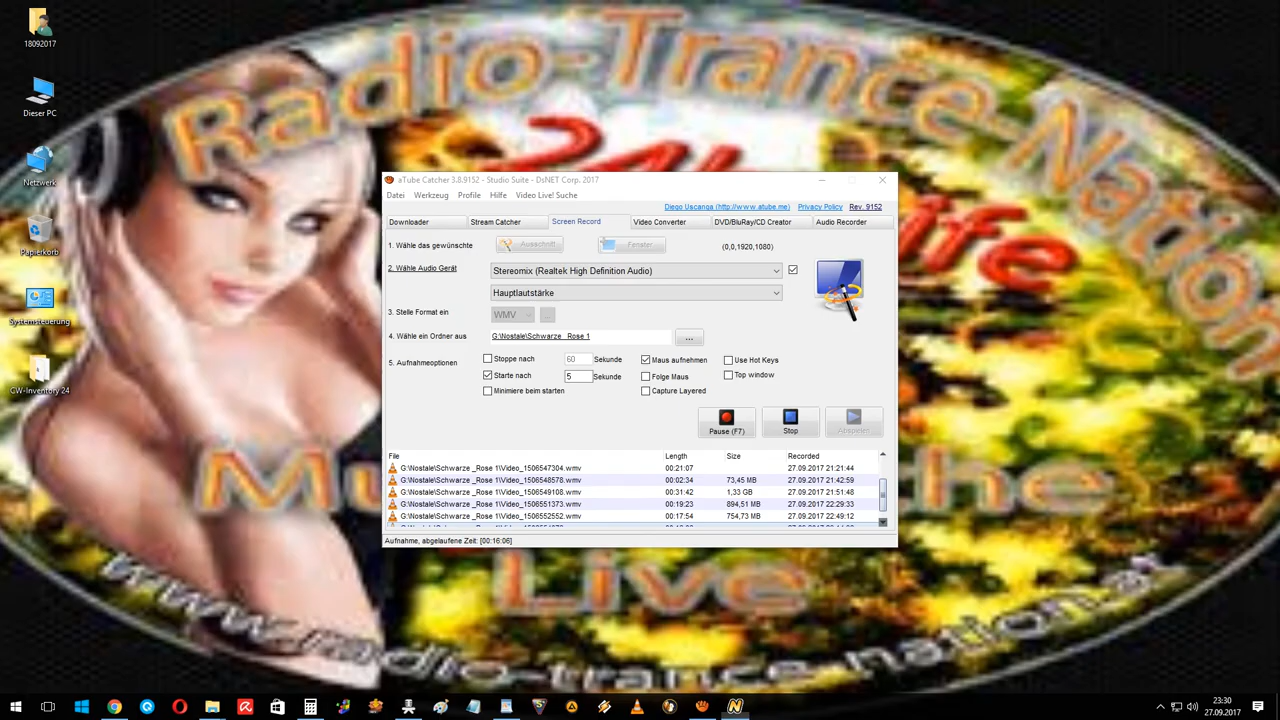 Radio-Trance-Nation
24h
18092017
Dieser PC
Netzwerk
Papierkorb
Systemsteuerung
CW-Inventory 24
aTube Catcher 3.8.9152 - Studio Suite - DsNET Corp. 2017
Datei Werkzeug Profile Hilfe Video Live! Suche
Diego Uscanga (http://www.atube.me) Privacy Policy Rev. 9152
Downloader Stream Catcher Screen Record Video Converter DVD/BluRay/CD Creator Audio Recorder
1. Wähle das gewünschte Ausschnitt Fenster (0,0,1920,1080)
2. Wähle Audio Gerät Stereomix (Realtek High Definition Audio)
Hauptlautstärke
3. Stelle Format ein WMV ...
4. Wähle ein Ordner aus G:\Nostale\Schwarze _Rose 1 ...
5. Aufnahmeoptionen Stoppe nach 60 Sekunde Maus aufnehmen Use Hot Keys
Starte nach 5 Sekunde Folge Maus Top window
Minimiere beim starten Capture Layered
Pause (F7) Stop Abspielen
File Length Size Recorded
G:\Nostale\Schwarze _Rose 1\Video_1506547304.wmv 00:21:07 27.09.2017 21:21:44
G:\Nostale\Schwarze _Rose 1\Video_1506548578.wmv 00:02:34 73,45 MB 27.09.2017 21:42:59
G:\Nostale\Schwarze _Rose 1\Video_1506549108.wmv 00:31:42 1,33 GB 27.09.2017 21:51:48
G:\Nostale\Schwarze _Rose 1\Video_1506551373.wmv 00:19:23 894,51 MB 27.09.2017 22:29:33
G:\Nostale\Schwarze _Rose 1\Video_1506552552.wmv 00:17:54 754,73 MB 27.09.2017 22:49:12
Aufnahme, abgelaufene Zeit: [00:16:06]
Live
www.radio-trance-nation.at
23:30
27.09.2017